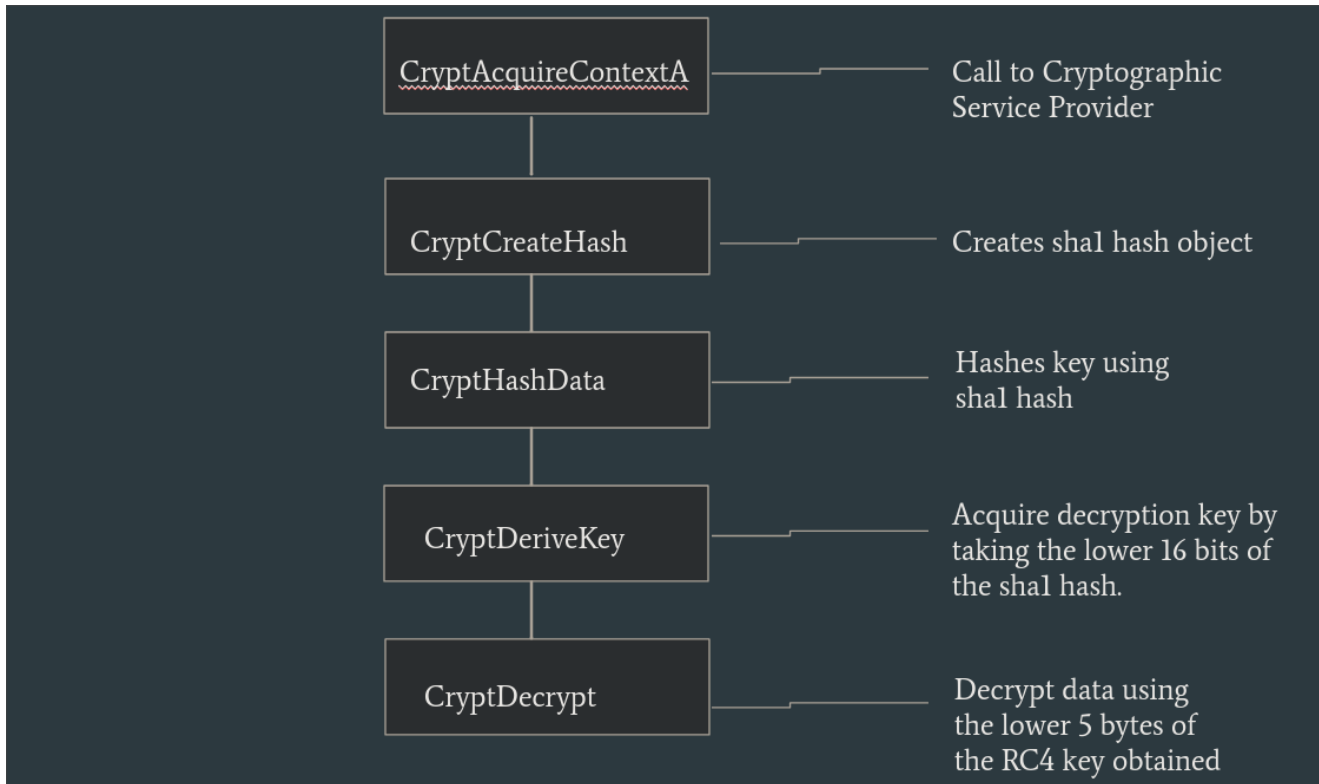 CryptAcquireContextA
Call to Cryptographic
Service Provider
CryptCreateHash
Creates sha1 hash object
CryptHashData
Hashes key using
sha1 hash
CryptDeriveKey
Acquire decryption key by
taking the lower 16 bits of
the sha1 hash.
CryptDecrypt
Decrypt data using
the lower 5 bytes of
the RC4 key obtained